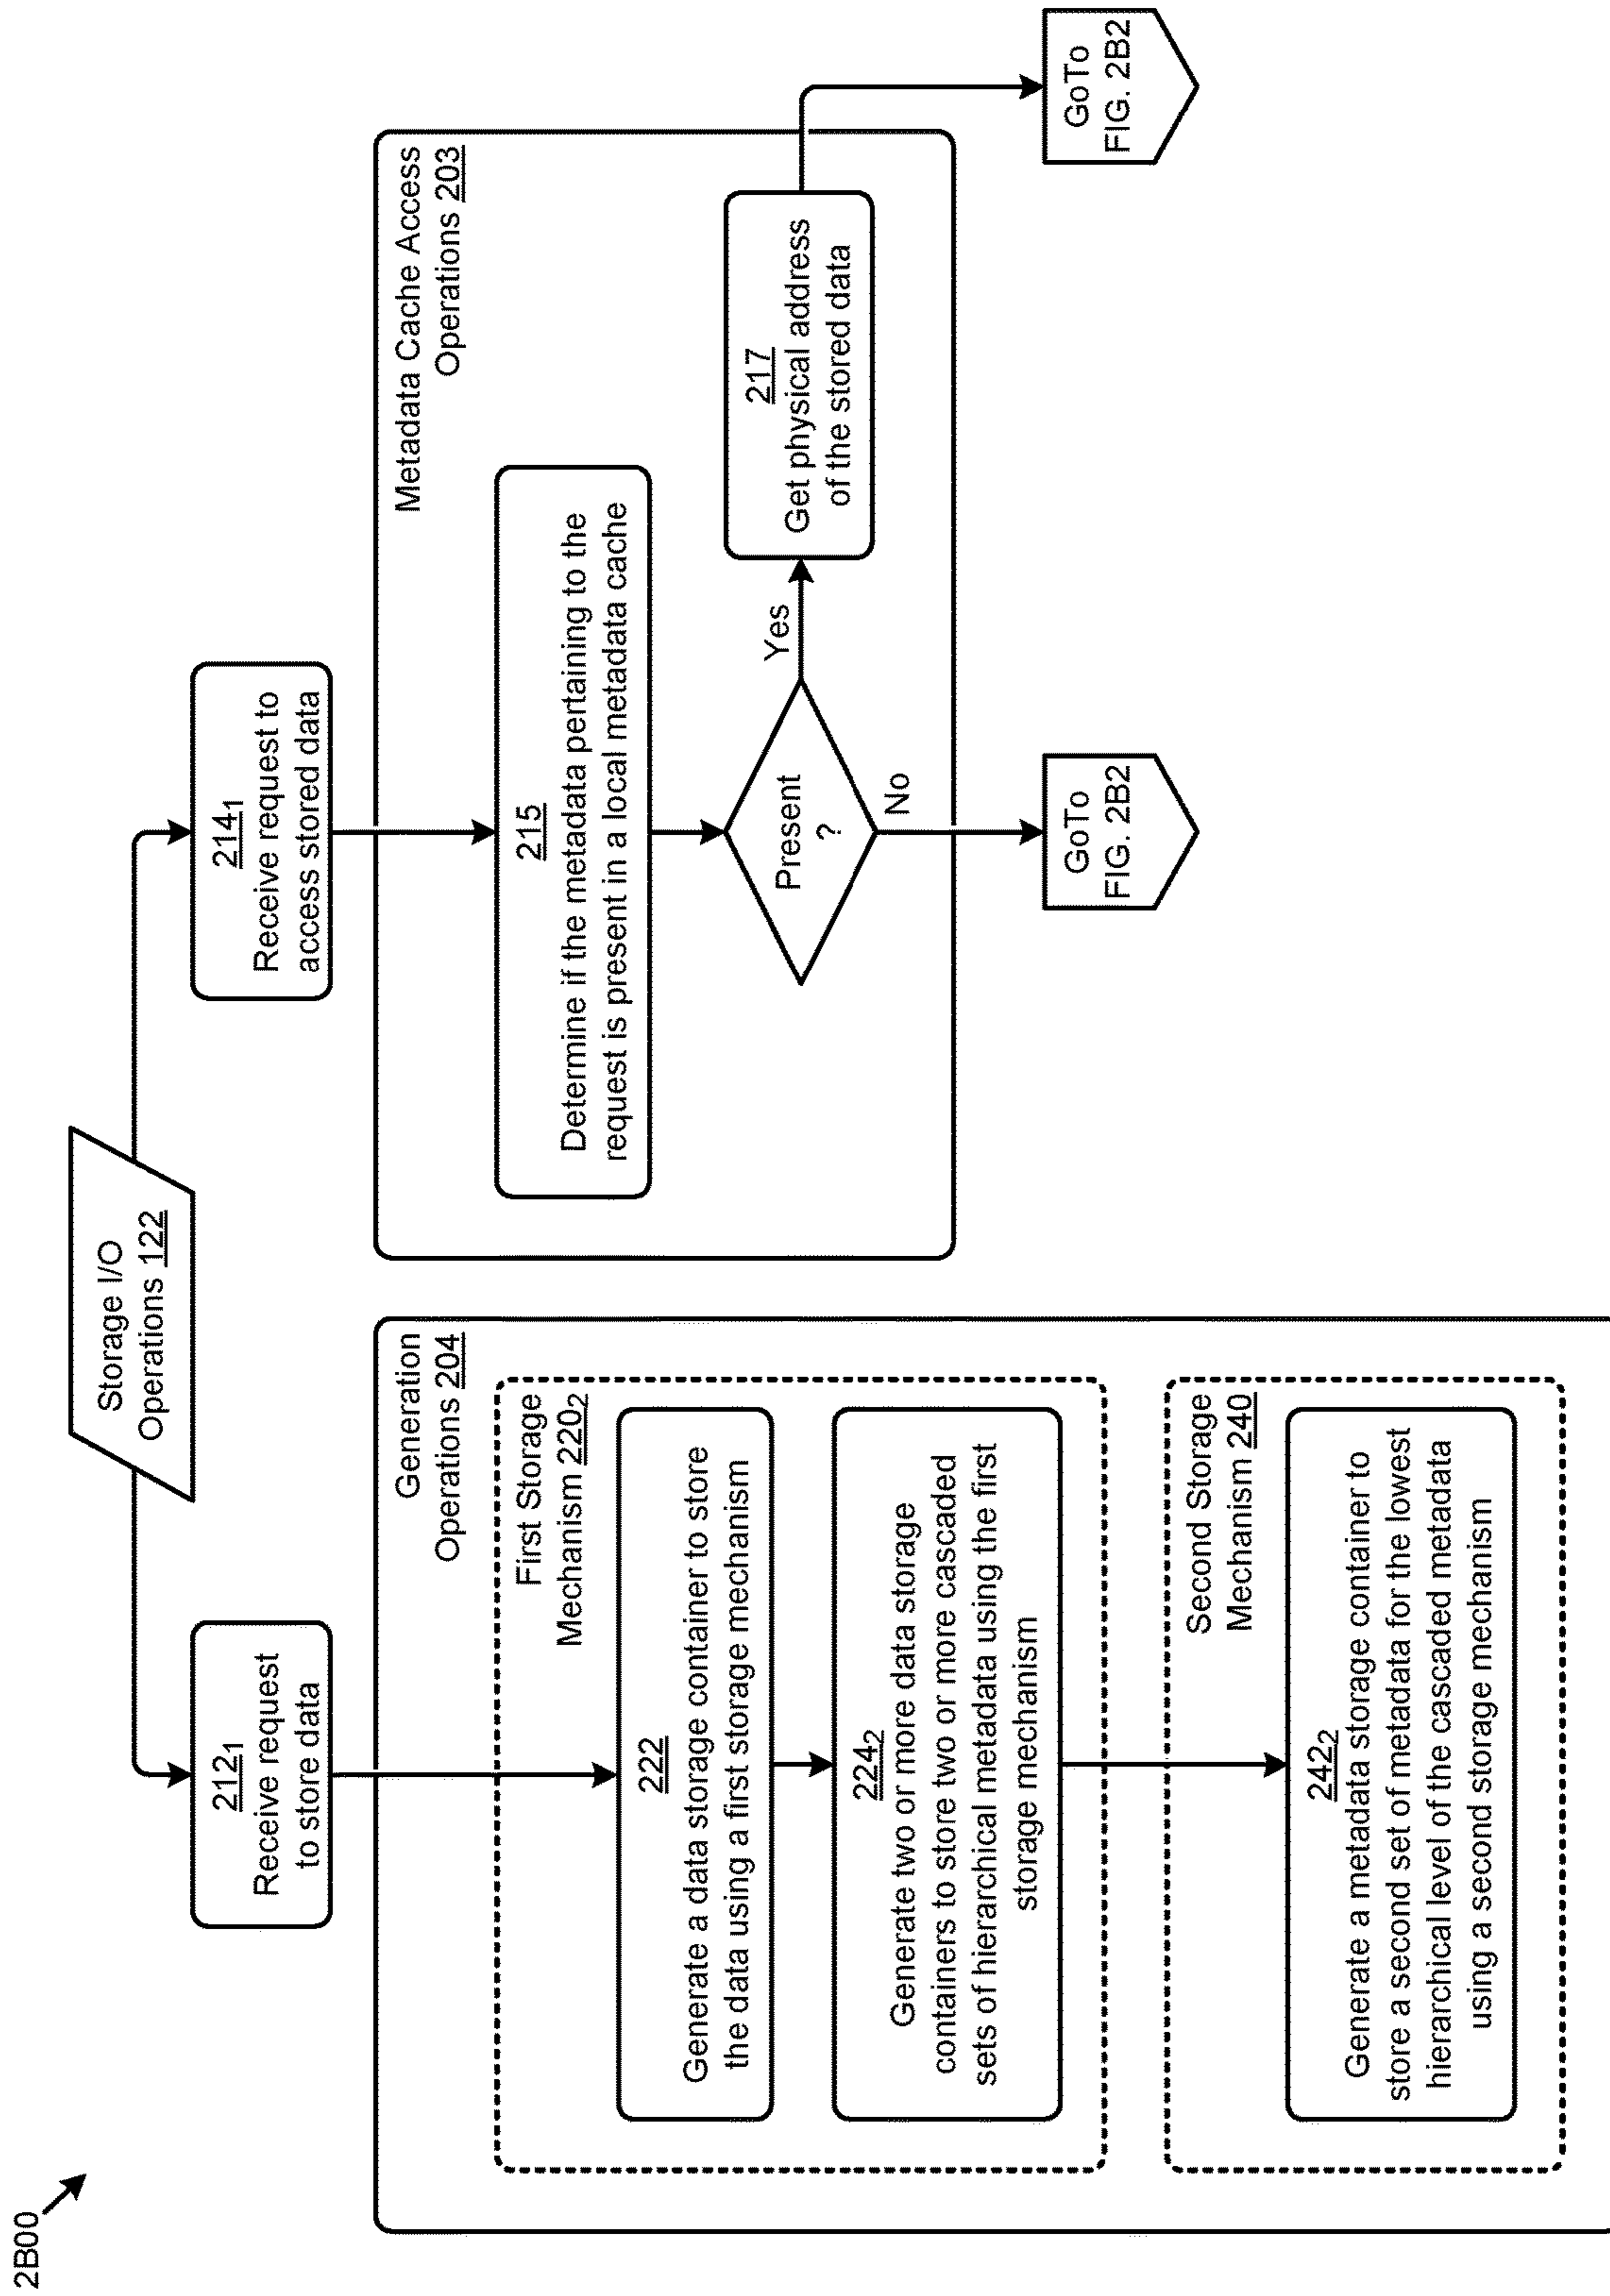 2B00
Storage I/O
Operations 122
212₁
Receive request
to store data
214₁
Receive request to
access stored data
Generation
Operations 204
First Storage
Mechanism 220₂
222
Generate a data storage container to store
the data using a first storage mechanism
224₂
Generate two or more data storage
containers to store two or more cascaded
sets of hierarchical metadata using the first
storage mechanism
Second Storage
Mechanism 240
242₂
Generate a metadata storage container to
store a second set of metadata for the lowest
hierarchical level of the cascaded metadata
using a second storage mechanism
Metadata Cache Access
Operations 203
215
Determine if the metadata pertaining to the
request is present in a local metadata cache
Present
?
Yes
No
217
Get physical address
of the stored data
GoTo
FIG. 2B2
GoTo
FIG. 2B2